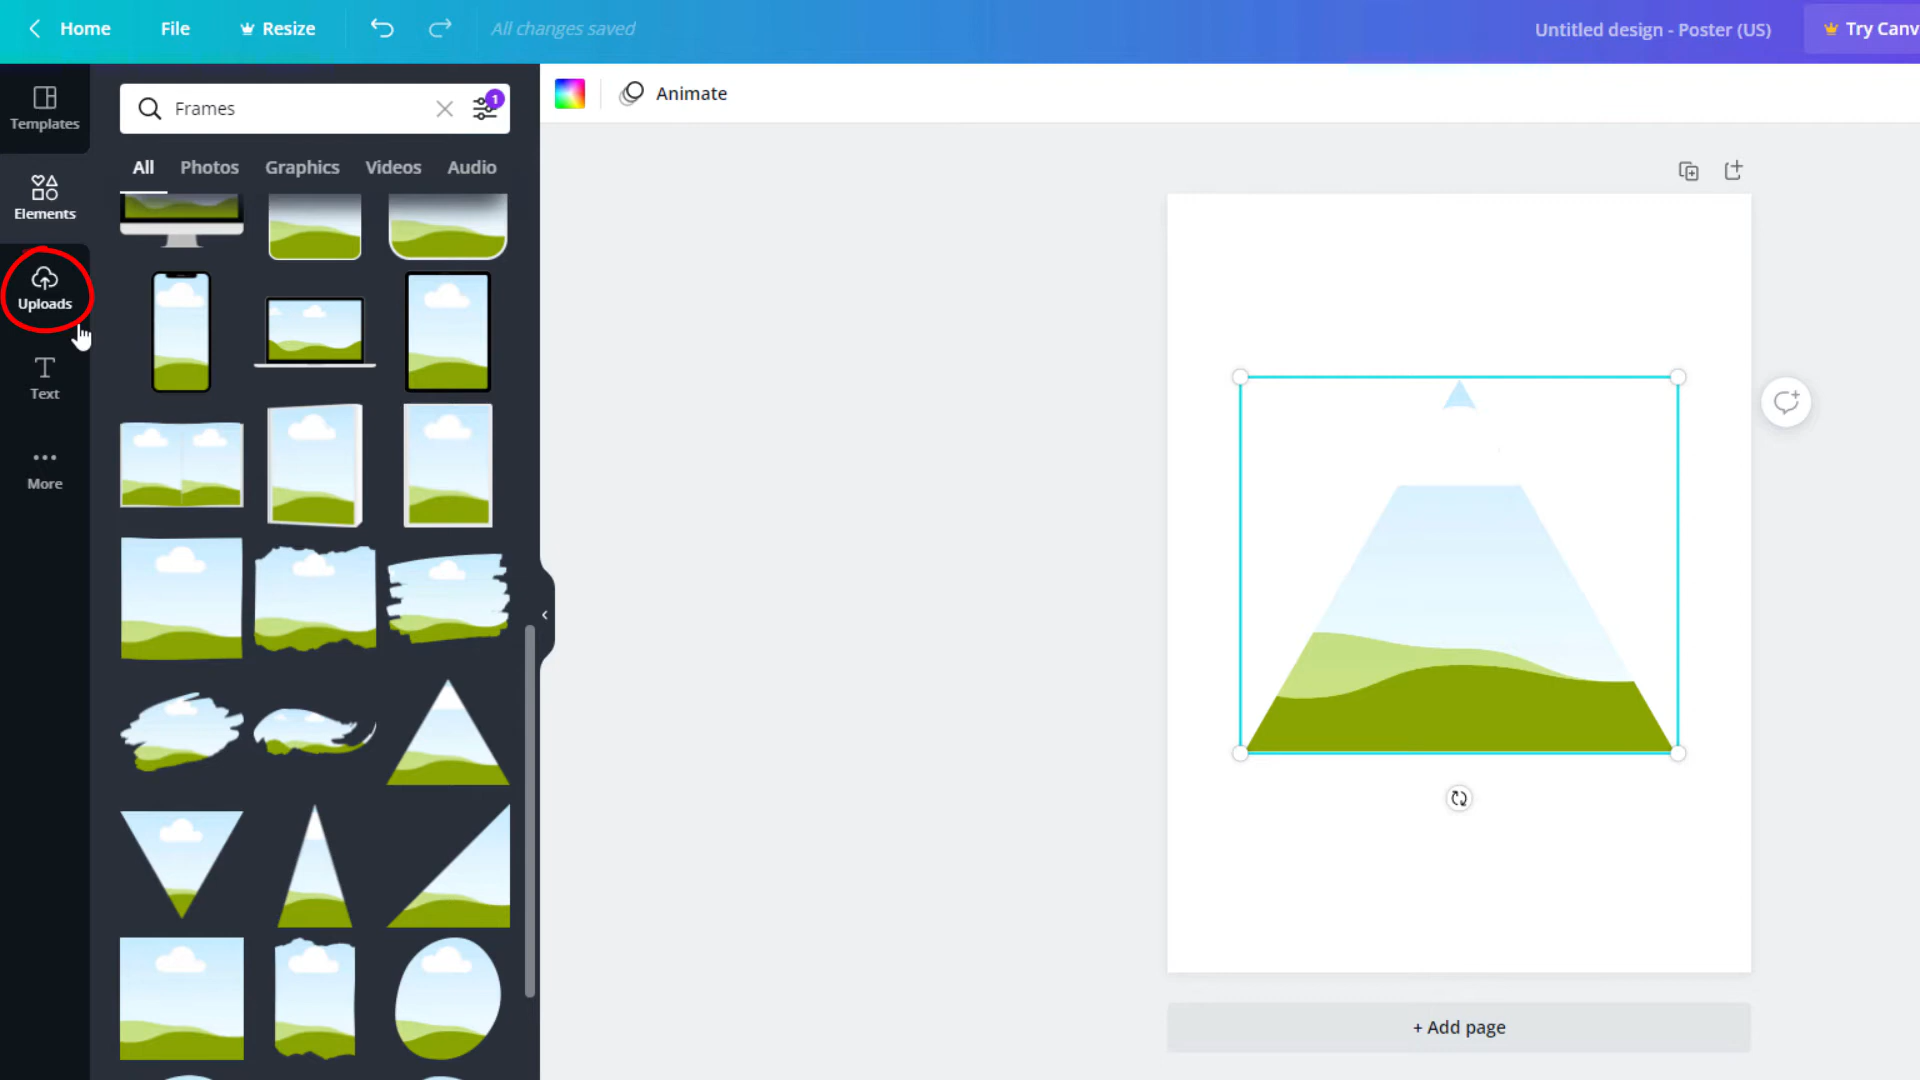 Home File Resize All changes saved Untitled design - Poster (US) Try Canv
Templates
Elements
Uploads
Text
More
Frames 1
All Photos Graphics Videos Audio
Animate
+ Add page